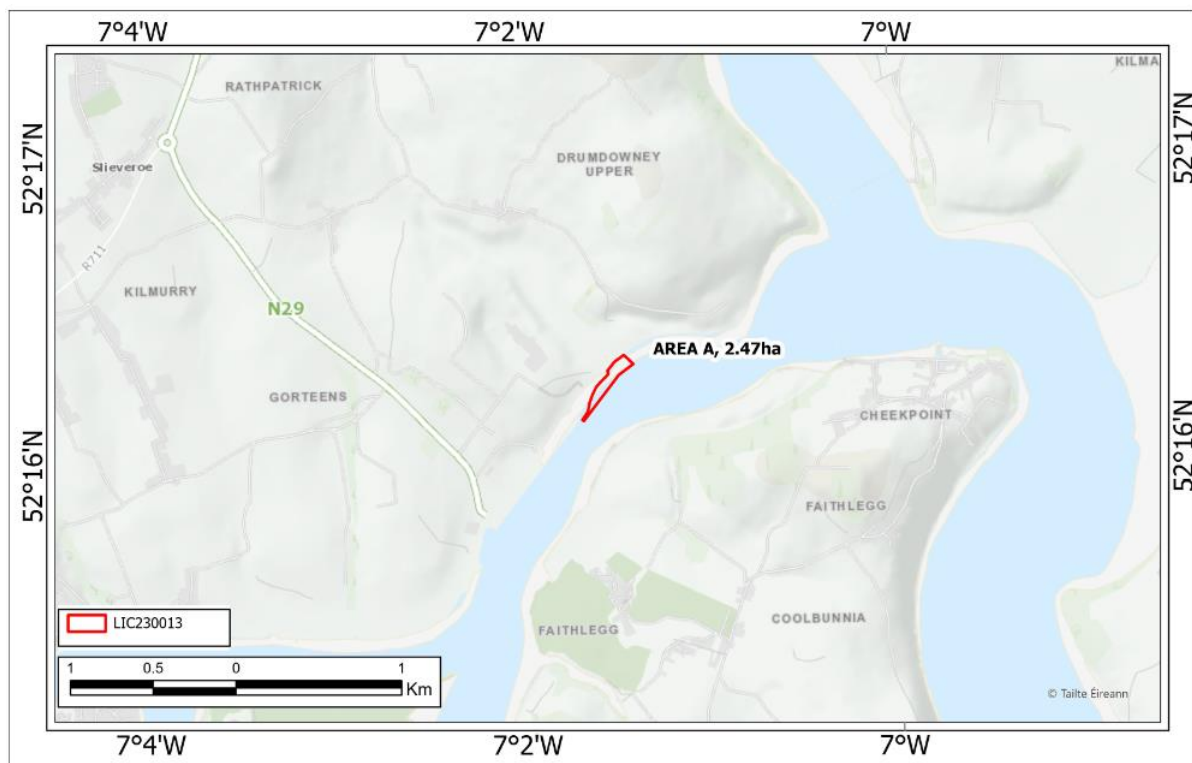 7°4'W 7°2'W 7°W
52°17'N
52°17'N
KILMA
RATHPATRICK
Slieveroe
DRUMDOWNEY
UPPER
R711
KILMURRY
N29
AREA A, 2.47ha
GORTEENS
CHEEKPOINT
52°16'N
52°16'N
FAITHLEGG
COOLBUNNIA
FAITHLEGG
LIC230013
1 0.5 0 1
Km
© Tailte Éireann
7°4'W 7°2'W 7°W